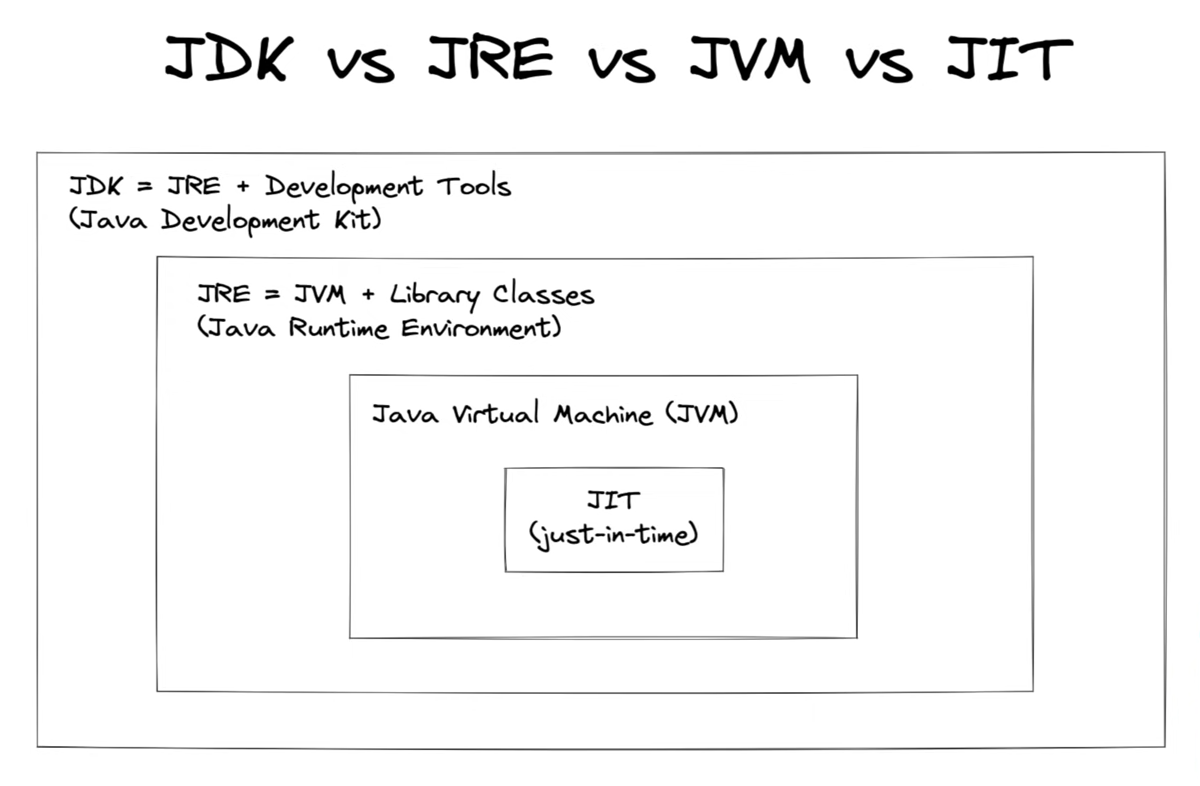 JDK vs JRE vs JVM vs JIT
JDK = JRE + Development Tools
(Java Development Kit)
JRE = JVM + Library Classes
(Java Runtime Environment)
Java Virtual Machine (JVM)
JIT
(just-in-time)